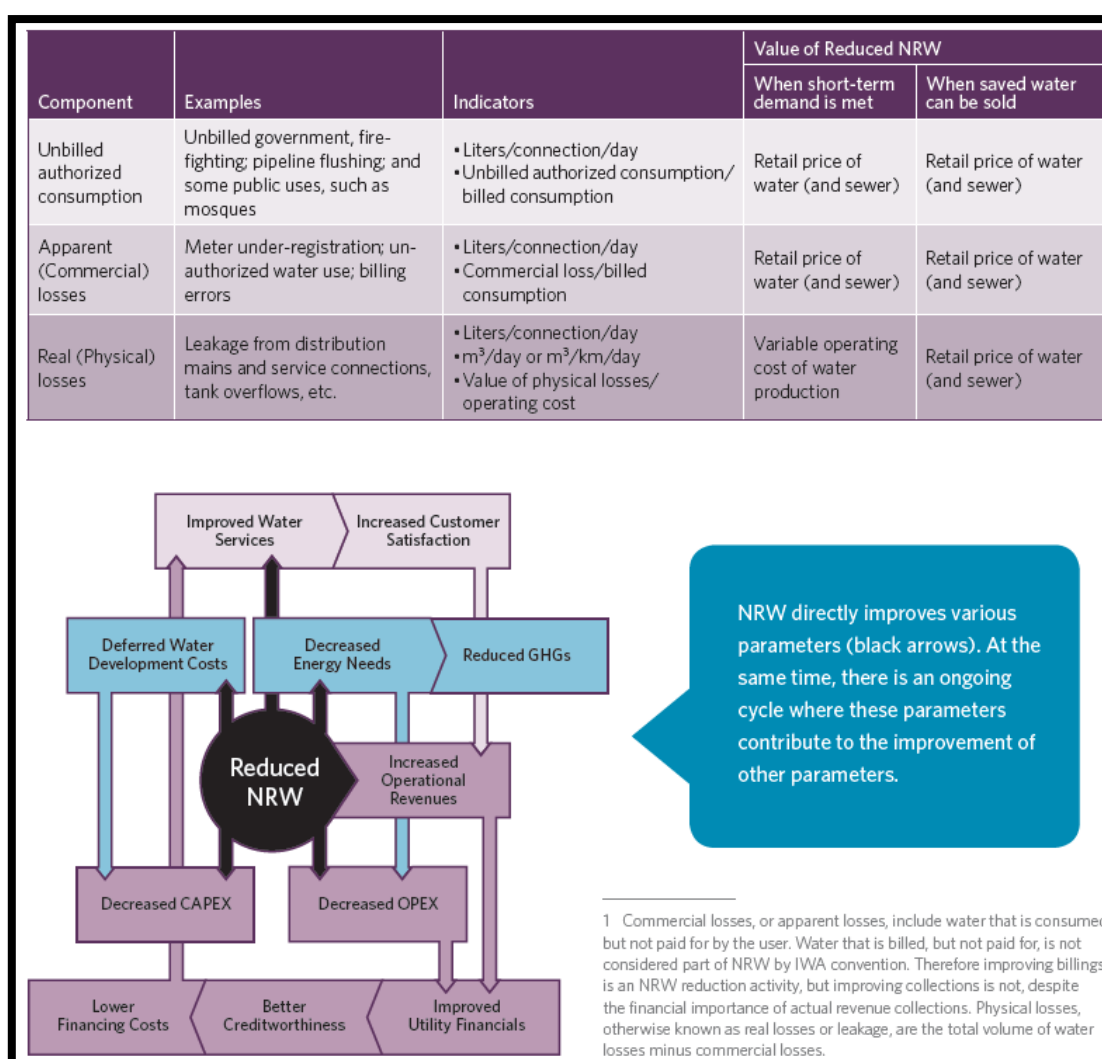 Value of Reduced NRW
Component
Examples
Indicators
When short-term
demand is met
When saved water
can be sold
Unbilled
authorized
consumption
Unbilled government, fire-
fighting; pipeline flushing; and
some public uses, such as
mosques
• Liters/connection/day
• Unbilled authorized consumption/
billed consumption
Retail price of
water (and sewer)
Retail price of water
(and sewer)
Apparent
(Commercial)
losses
Meter under-registration; un-
authorized water use; billing
errors
• Liters/connection/day
• Commercial loss/billed
consumption
Retail price of
water (and sewer)
Retail price of water
(and sewer)
Real (Physical)
losses
Leakage from distribution
mains and service connections,
tank overflows, etc.
• Liters/connection/day
• m³/day or m³/km/day
• Value of physical losses/
operating cost
Variable operating
cost of water
production
Retail price of water
(and sewer)
Improved Water
Services
Increased Customer
Satisfaction
Deferred Water
Development Costs
Decreased
Energy Needs
Reduced GHGs
Reduced
NRW
Increased
Operational
Revenues
Decreased CAPEX
Decreased OPEX
Lower
Financing Costs
Better
Creditworthiness
Improved
Utility Financials
NRW directly improves various
parameters (black arrows). At the
same time, there is an ongoing
cycle where these parameters
contribute to the improvement of
other parameters.
1 Commercial losses, or apparent losses, include water that is consumed
but not paid for by the user. Water that is billed, but not paid for, is not
considered part of NRW by IWA convention. Therefore improving billings
is an NRW reduction activity, but improving collections is not, despite
the financial importance of actual revenue collections. Physical losses,
otherwise known as real losses or leakage, are the total volume of water
losses minus commercial losses.